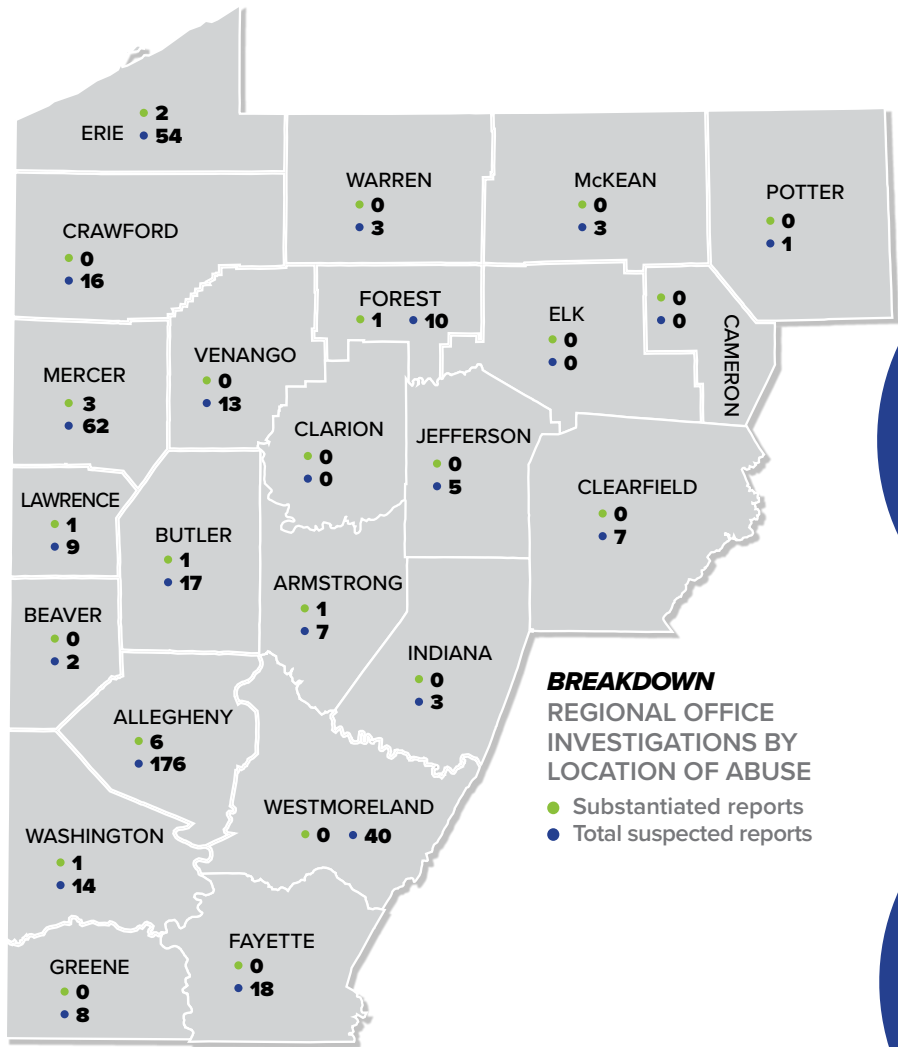 2
ERIE 54
WARREN
0
3
McKEAN
0
3
POTTER
0
1
CRAWFORD
0
16
FOREST
1 10
ELK
0
0
0
0
CAMERON
VENANGO
0
13
MERCER
3
62
CLARION
0
0
JEFFERSON
0
5
CLEARFIELD
0
7
LAWRENCE
1
9
BUTLER
1
17
ARMSTRONG
1
7
BEAVER
0
2
INDIANA
0
3
ALLEGHENY
6
176
WESTMORELAND
0 40
WASHINGTON
1
14
FAYETTE
0
18
GREENE
0
8
BREAKDOWN
REGIONAL OFFICE
INVESTIGATIONS BY
LOCATION OF ABUSE
Substantiated reports
Total suspected reports